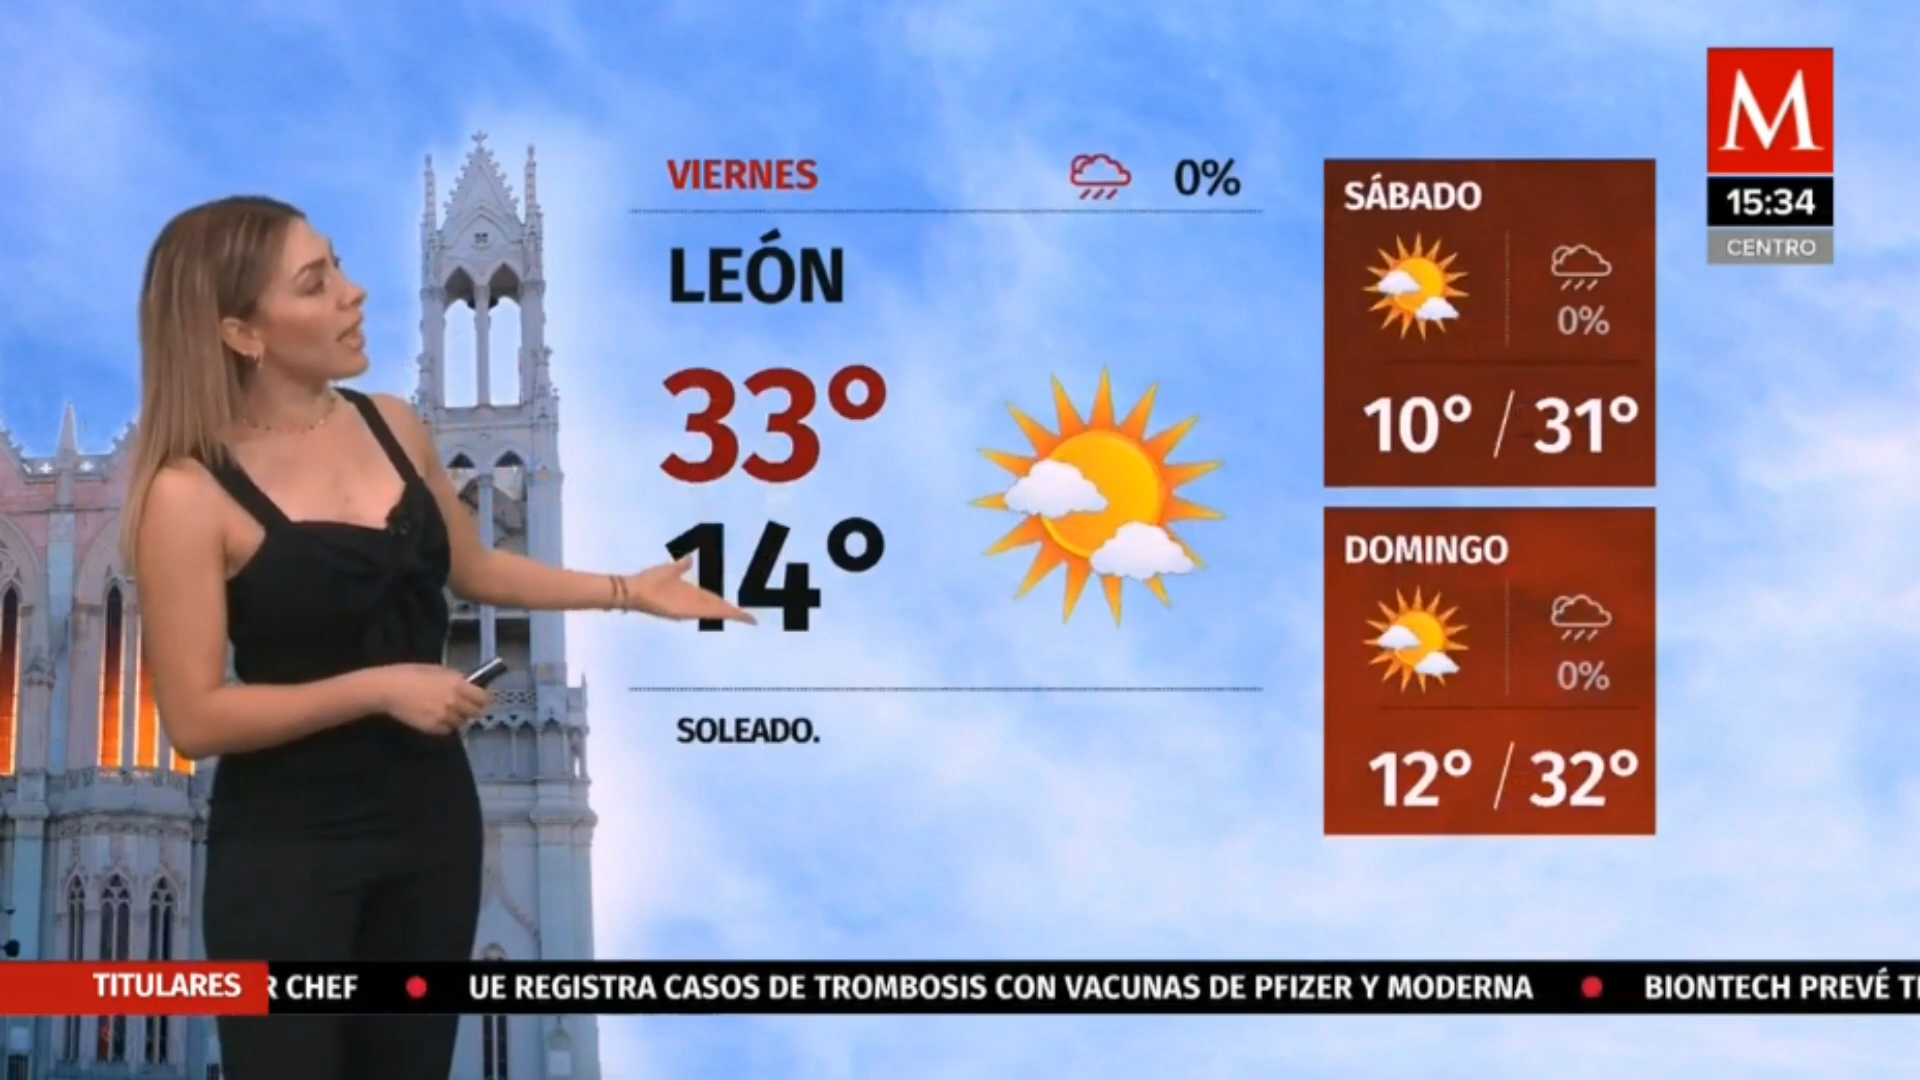 VIERNES 0%
LEÓN
33°
14°
SOLEADO.
SÁBADO
0%
10° / 31°
DOMINGO
0%
12° / 32°
M
15:34
CENTRO
TITULARES R CHEF • UE REGISTRA CASOS DE TROMBOSIS CON VACUNAS DE PFIZER Y MODERNA • BIONTECH PREVÉ